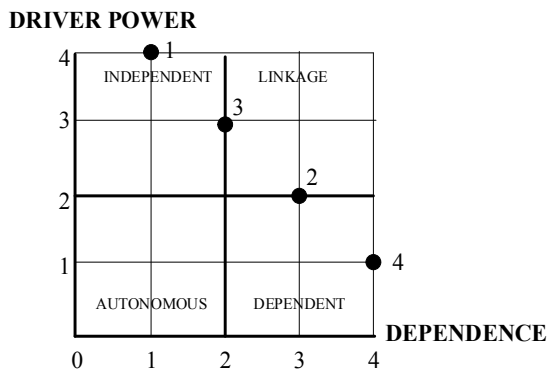 DRIVER POWER
4
1
INDEPENDENT LINKAGE
3
3
2
2
1
4
AUTONOMOUS DEPENDENT
DEPENDENCE
0 1 2 3 4